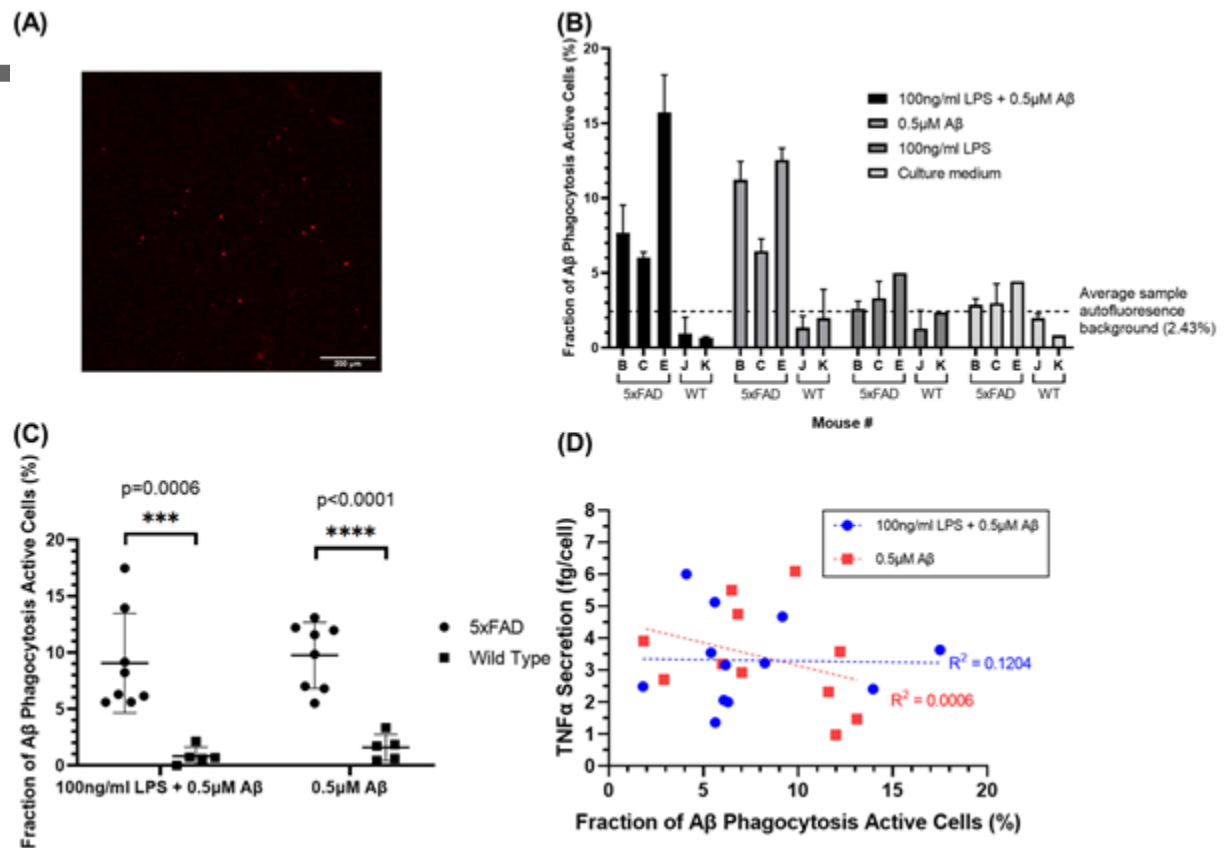 (A)
200 µm
(B)
Fraction of Aβ Phagocytosis Active Cells (%)
20
15
10
5
0
100ng/ml LPS + 0.5µM Aβ
0.5µM Aβ
100ng/ml LPS
Culture medium
Average sample
autofluoresence
background (2.43%)
B C E J K B C E J K B C E J K B C E J K
5xFAD WT 5xFAD WT 5xFAD WT 5xFAD WT
Mouse #
(C)
Fraction of Aβ Phagocytosis Active Cells (%)
p=0.0006
***
p<0.0001
****
20
15
10
5
0
5xFAD
Wild Type
100ng/ml LPS + 0.5µM Aβ 0.5µM Aβ
(D)
TNFα Secretion (fg/cell)
8
7
6
5
4
3
2
1
0
100ng/ml LPS + 0.5µM Aβ
0.5µM Aβ
R² = 0.1204
R² = 0.0006
0 5 10 15 20
Fraction of Aβ Phagocytosis Active Cells (%)